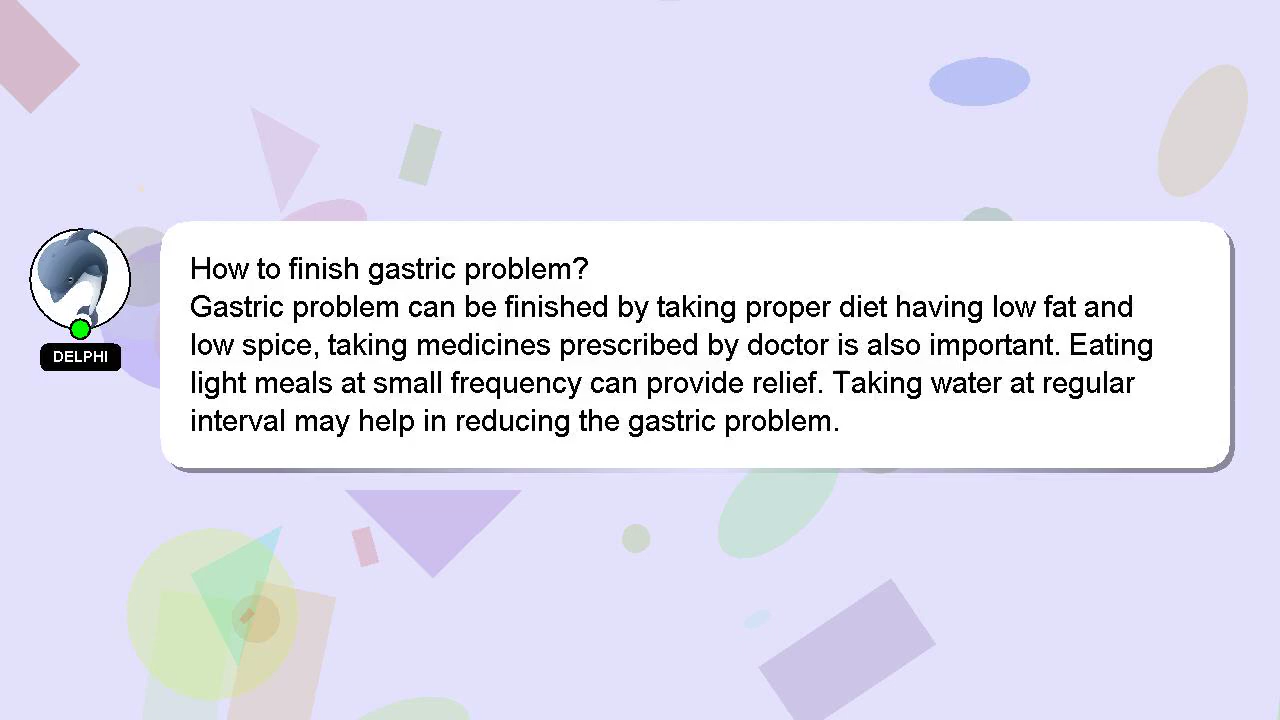 How to finish gastric problem?
Gastric problem can be finished by taking proper diet having low fat and
low spice, taking medicines prescribed by doctor is also important. Eating
light meals at small frequency can provide relief. Taking water at regular
interval may help in reducing the gastric problem.
DELPHI